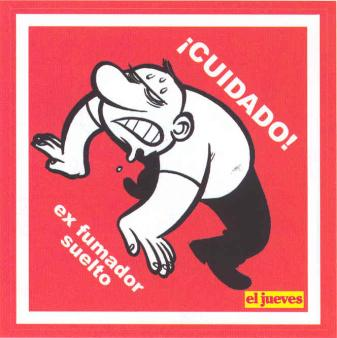 ¡CUIDADO!
ex fumador
suelto
el jueves